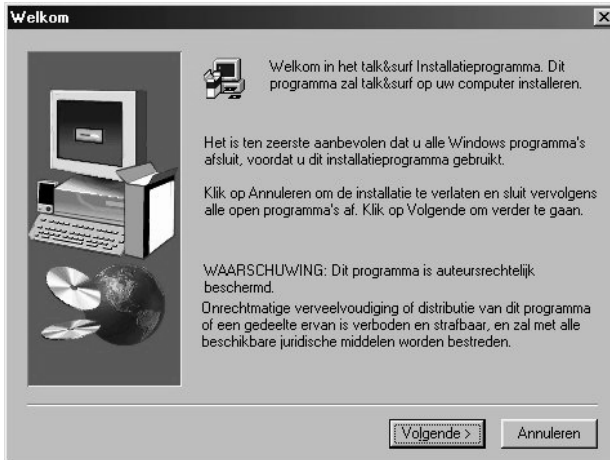 Welkom
Welkom in het talk&surf Installatieprogramma. Dit
programma zal talk&surf op uw computer installeren.
Het is ten zeerste aanbevolen dat u alle Windows programma's
afsluit, voordat u dit installatieprogramma gebruikt.
Klik op Annuleren om de installatie te verlaten en sluit vervolgens
alle open programma's af. Klik op Volgende om verder te gaan.
WAARSCHUWING: Dit programma is auteursrechtelijk
beschermd.
Onrechtmatige verveelvoudiging of distributie van dit programma
of een gedeelte ervan is verboden en strafbaar, en zal met alle
beschikbare juridische middelen worden bestreden.
Volgende >
Annuleren